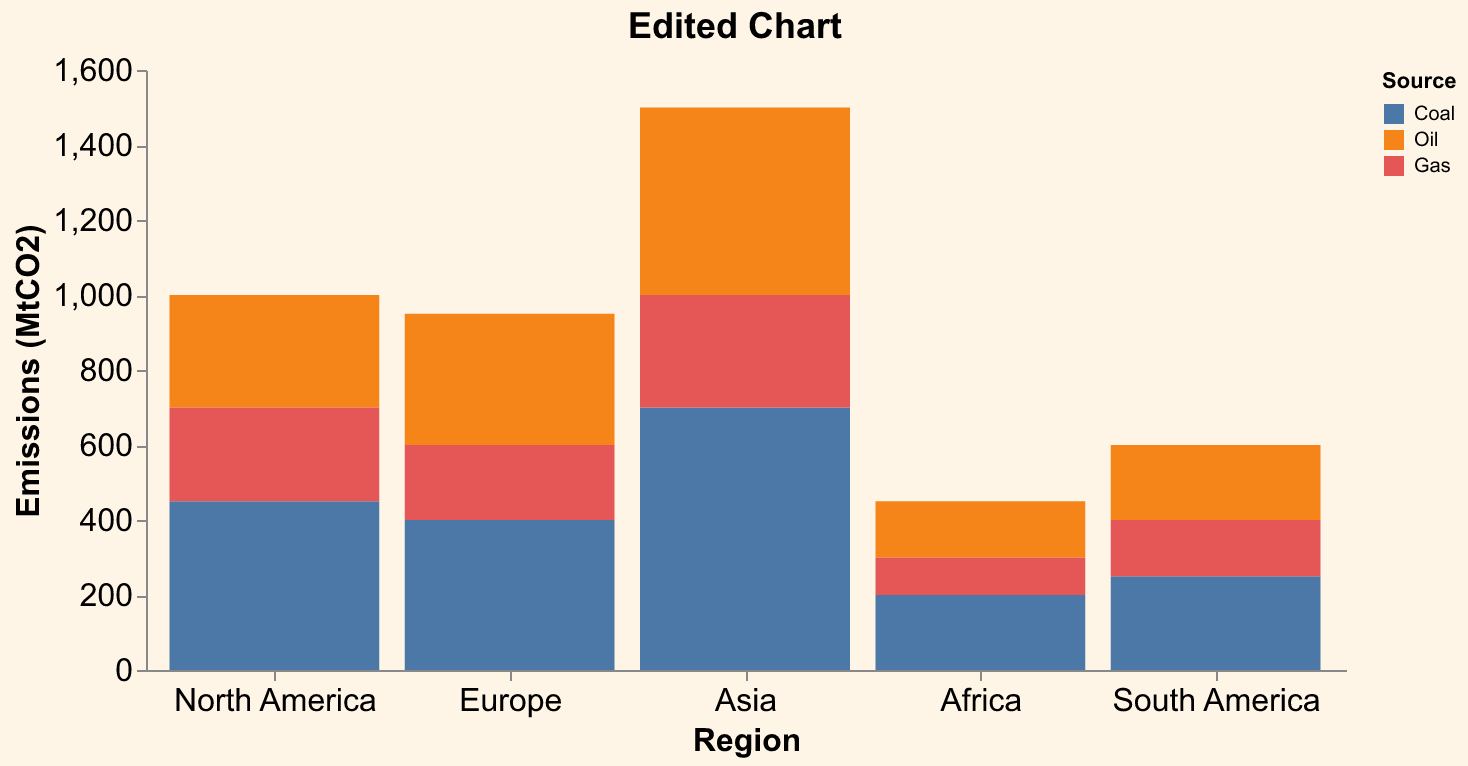 Edited Chart
1,600
1,400
1,200
1,000
800
600
400
200
0
Emissions (MtCO2)
North America
Europe
Asia
Africa
South America
Region
Source
Coal
Oil
Gas